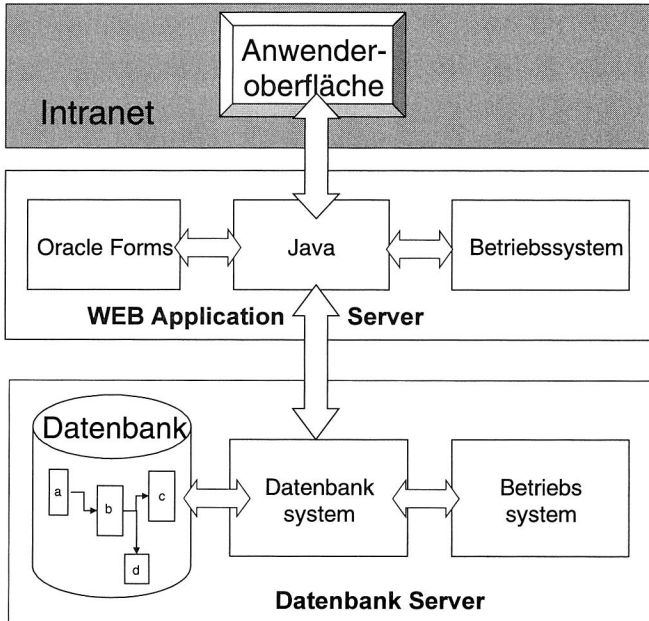 Anwender-
oberfläche
Intranet
Oracle Forms
Java
Betriebssystem
WEB Application Server
Datenbank
a
b
c
d
Datenbank
system
Betriebs
system
Datenbank Server